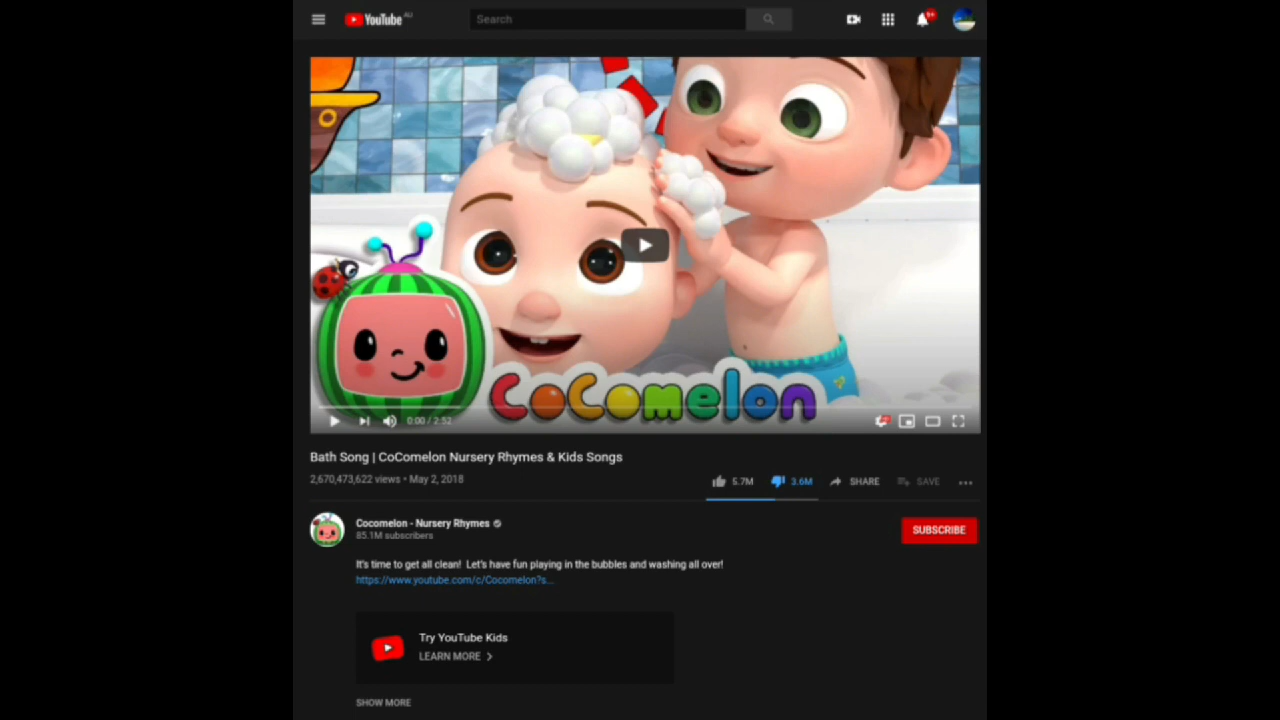 YouTube AU
Search
9+
CoComelon
0:00 / 2:52
Bath Song | CoComelon Nursery Rhymes & Kids Songs
2,670,473,622 views • May 2, 2018
5.7M 3.6M SHARE SAVE
Cocomelon - Nursery Rhymes
85.1M subscribers
SUBSCRIBE
It's time to get all clean! Let's have fun playing in the bubbles and washing all over!
https://www.youtube.com/c/Cocomelon?s...
Try YouTube Kids
LEARN MORE
SHOW MORE